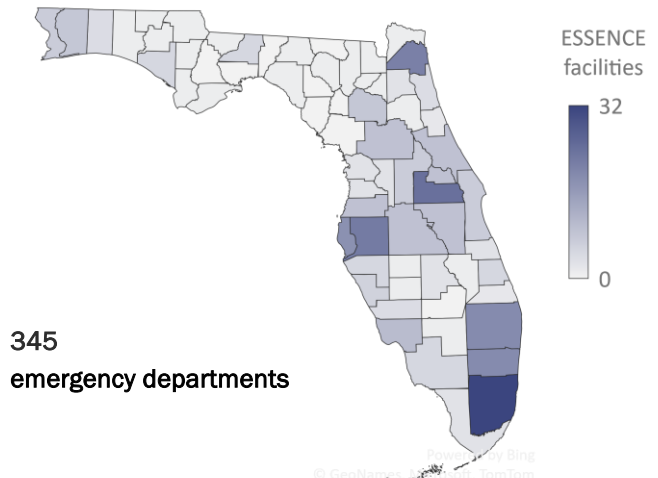 ESSENCE
facilities
32
0
345
emergency departments
Powered by Bing
© GeoNames, Microsoft, TomTom